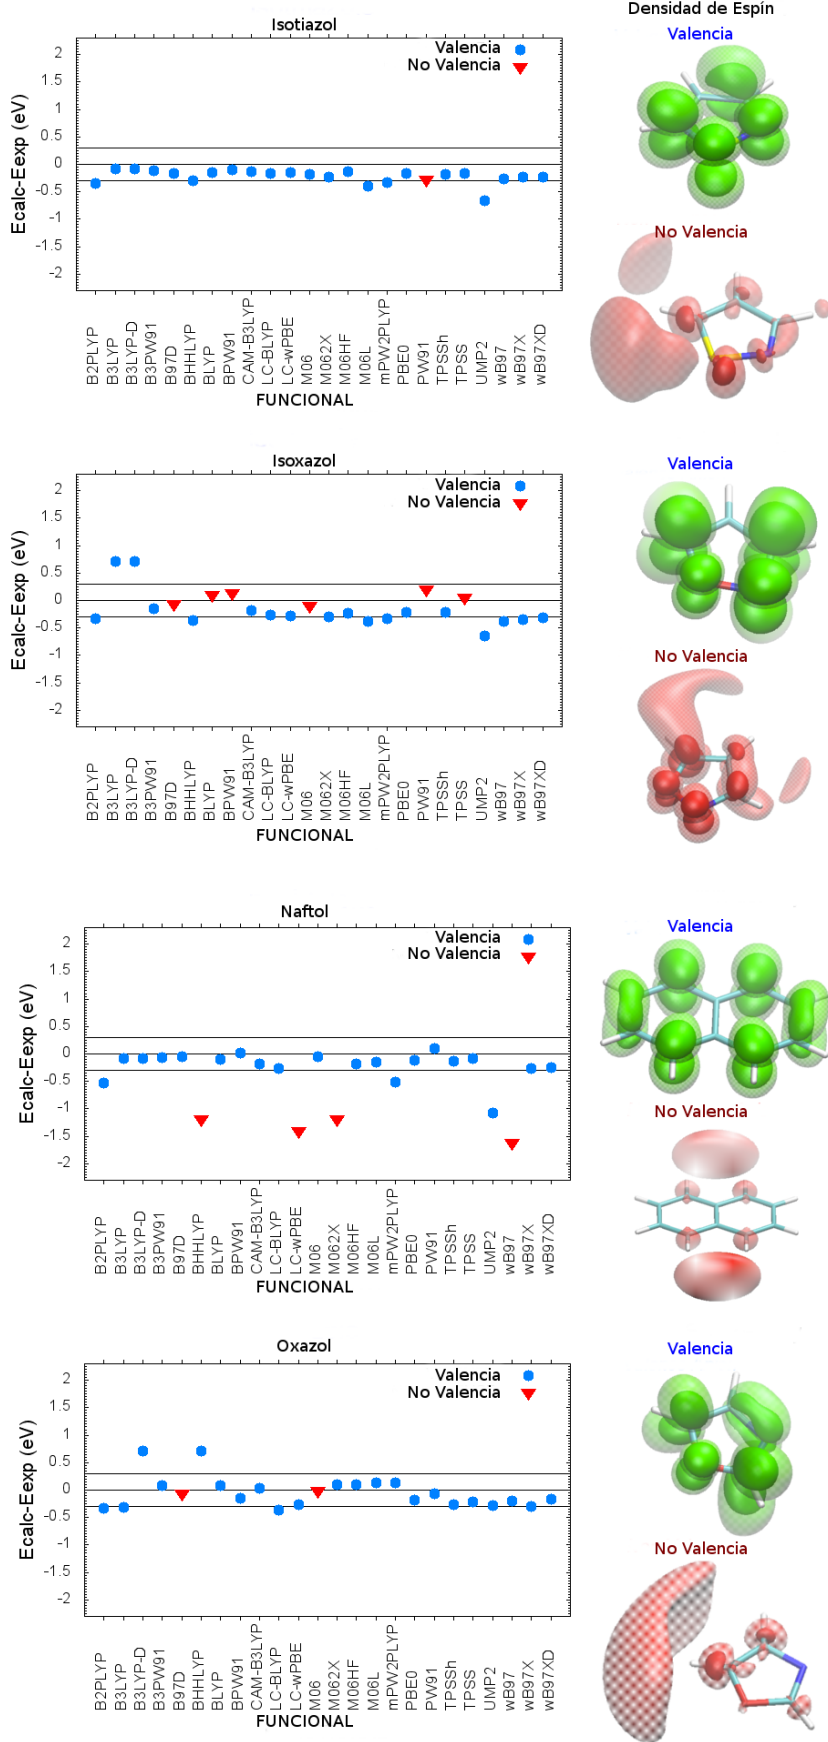 Densidad de Espín
Isotiazol
Valencia
Valencia
No Valencia
2
1.5
1
0.5
0
-0.5
-1
-1.5
-2
Ecalc-Eexp (eV)
No Valencia
B2PLYP
B3LYP
B3LYP-D
B3PW91
B97D
BHHLYP
BLYP
BPW91
CAM-B3LYP
LC-BLYP
LC-wPBE
M06
M062X
M06HF
M06L
mPW2PLYP
PBE0
PW91
TPSSh
TPSS
UMP2
wB97
wB97X
wB97XD
FUNCIONAL
Isoxazol
Valencia
Valencia
No Valencia
2
1.5
1
0.5
0
-0.5
-1
-1.5
-2
Ecalc-Eexp (eV)
No Valencia
B2PLYP
B3LYP
B3LYP-D
B3PW91
B97D
BHHLYP
BLYP
BPW91
CAM-B3LYP
LC-BLYP
LC-wPBE
M06
M062X
M06HF
M06L
mPW2PLYP
PBE0
PW91
TPSSh
TPSS
UMP2
wB97
wB97X
wB97XD
FUNCIONAL
Naftol
Valencia
Valencia
No Valencia
2
1.5
1
0.5
0
-0.5
-1
-1.5
-2
Ecalc-Eexp (eV)
No Valencia
B2PLYP
B3LYP
B3LYP-D
B3PW91
B97D
BHHLYP
BLYP
BPW91
CAM-B3LYP
LC-BLYP
LC-wPBE
M06
M062X
M06HF
M06L
mPW2PLYP
PBE0
PW91
TPSSh
TPSS
UMP2
wB97
wB97X
wB97XD
FUNCIONAL
Oxazol
Valencia
Valencia
No Valencia
2
1.5
1
0.5
0
-0.5
-1
-1.5
-2
Ecalc-Eexp (eV)
No Valencia
B2PLYP
B3LYP
B3LYP-D
B3PW91
B97D
BHHLYP
BLYP
BPW91
CAM-B3LYP
LC-BLYP
LC-wPBE
M06
M062X
M06HF
M06L
mPW2PLYP
PBE0
PW91
TPSSh
TPSS
UMP2
wB97
wB97X
wB97XD
FUNCIONAL